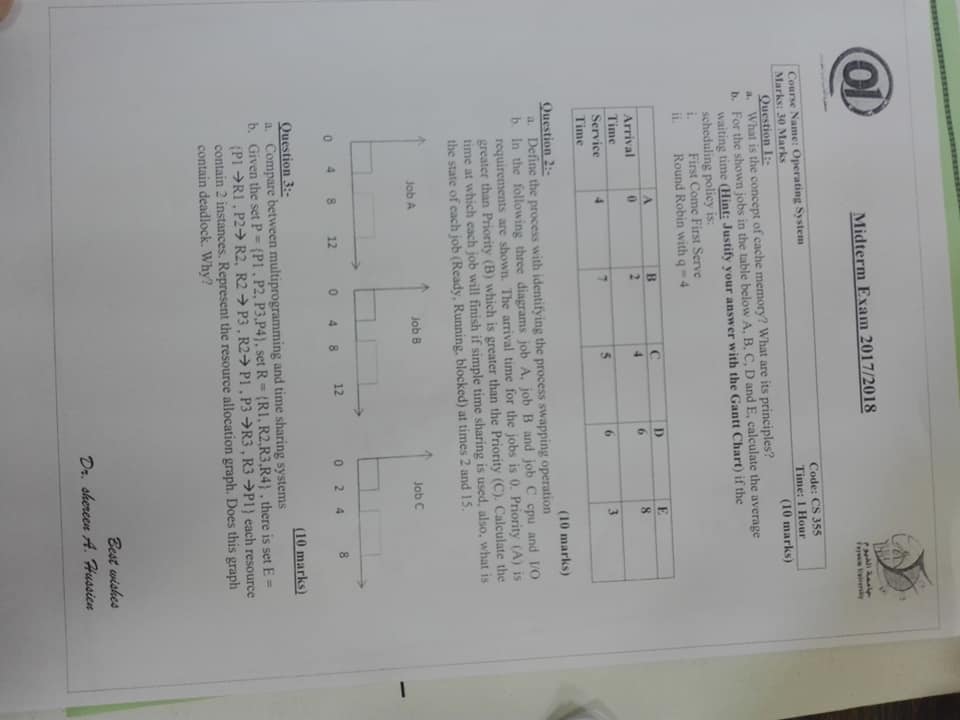 Midterm Exam 2017/2018
جامعة الفيوم
Fayoum University
Course Name: Operating System
Code: CS 355
Marks: 30 Marks
Time: 1 Hour
Question 1:-
(10 marks)
a. What is the concept of cache memory? What are its principles?
b. For the shown jobs in the table below A, B, C, D and E, calculate the average
waiting time (Hint: Justify your answer with the Gantt Chart) if the
scheduling policy is:
i. First Come First Serve
ii. Round Robin with q = 4
A B C D E
Arrival Time 0 2 4 6 8
Service Time 4 7 5 6 3
Question 2:-
(10 marks)
a. Define the process with identifying the process swapping operation
b. In the following three diagrams job A, job B and job C cpu and I/O
requirements are shown. The arrival time for the jobs is 0. Priority (A) is
greater than Priority (B) which is greater than the Priority (C). Calculate the
time at which each job will finish if simple time sharing is used, also, what is
the state of each job (Ready, Running, blocked) at times 2 and 15.
Job A Job B Job C
0 4 8 12 0 4 8 12 0 2 4 8
Question 3:-
(10 marks)
a. Compare between multiprogramming and time sharing systems
b. Given the set P = {P1 , P2, P3,P4}, set R = {R1, R2,R3,R4} , there is set E =
{P1 →R1 , P2→ R2, R2 → P3 , R2→ P1 , P3 →R3 , R3 →P1} each resource
contain 2 instances. Represent the resource allocation graph. Does this graph
contain deadlock. Why?
Best wishes
Dr. shereen A. Hussien